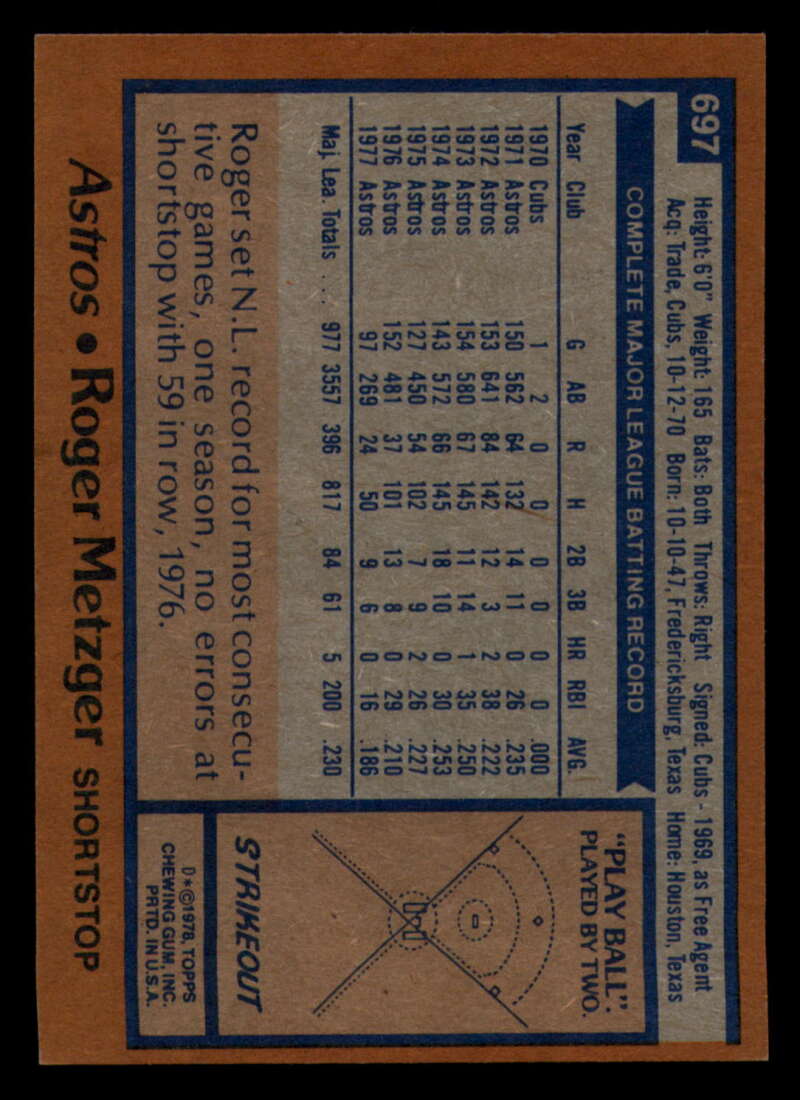 697
Height: 6'0" Weight: 165 Bats: Both Throws: Right Signed: Cubs - 1969, as Free Agent
Acq: Trade, Cubs, 10-12-70 Born: 10-10-47, Fredericksburg, Texas Home: Houston, Texas
COMPLETE MAJOR LEAGUE BATTING RECORD
Year Club G AB R H 2B 3B HR RBI AVG.
1970 Cubs 1 2 0 0 0 0 0 0 .000
1971 Astros 150 562 64 132 14 11 0 26 .235
1972 Astros 153 641 84 142 12 3 2 38 .222
1973 Astros 154 580 67 145 11 14 1 35 .250
1974 Astros 143 572 66 145 18 10 0 30 .253
1975 Astros 127 450 54 102 7 9 2 26 .227
1976 Astros 152 481 37 101 13 8 0 29 .210
1977 Astros 97 269 24 50 9 6 0 16 .186
Maj. Lea. Totals .... 977 3557 396 817 84 61 5 200 .230
Roger set N.L. record for most consecu-
tive games, one season, no errors at
shortstop with 59 in row, 1976.
"PLAY BALL".
PLAYED BY TWO.
STRIKEOUT
D*©1978, TOPPS
CHEWING GUM, INC.
PRTD. IN U.S.A.
Astros • Roger Metzger SHORTSTOP